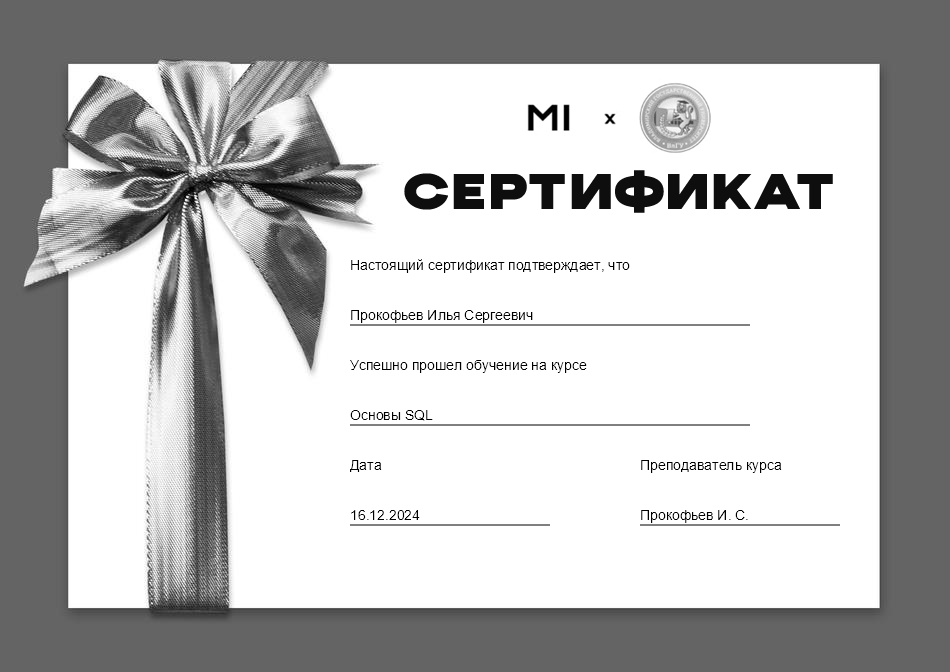 MI x
ВлГУ
СЕРТИФИКАТ
Настоящий сертификат подтверждает, что
Прокофьев Илья Сергеевич
Успешно прошел обучение на курсе
Основы SQL
Дата
Преподаватель курса
16.12.2024
Прокофьев И. С.